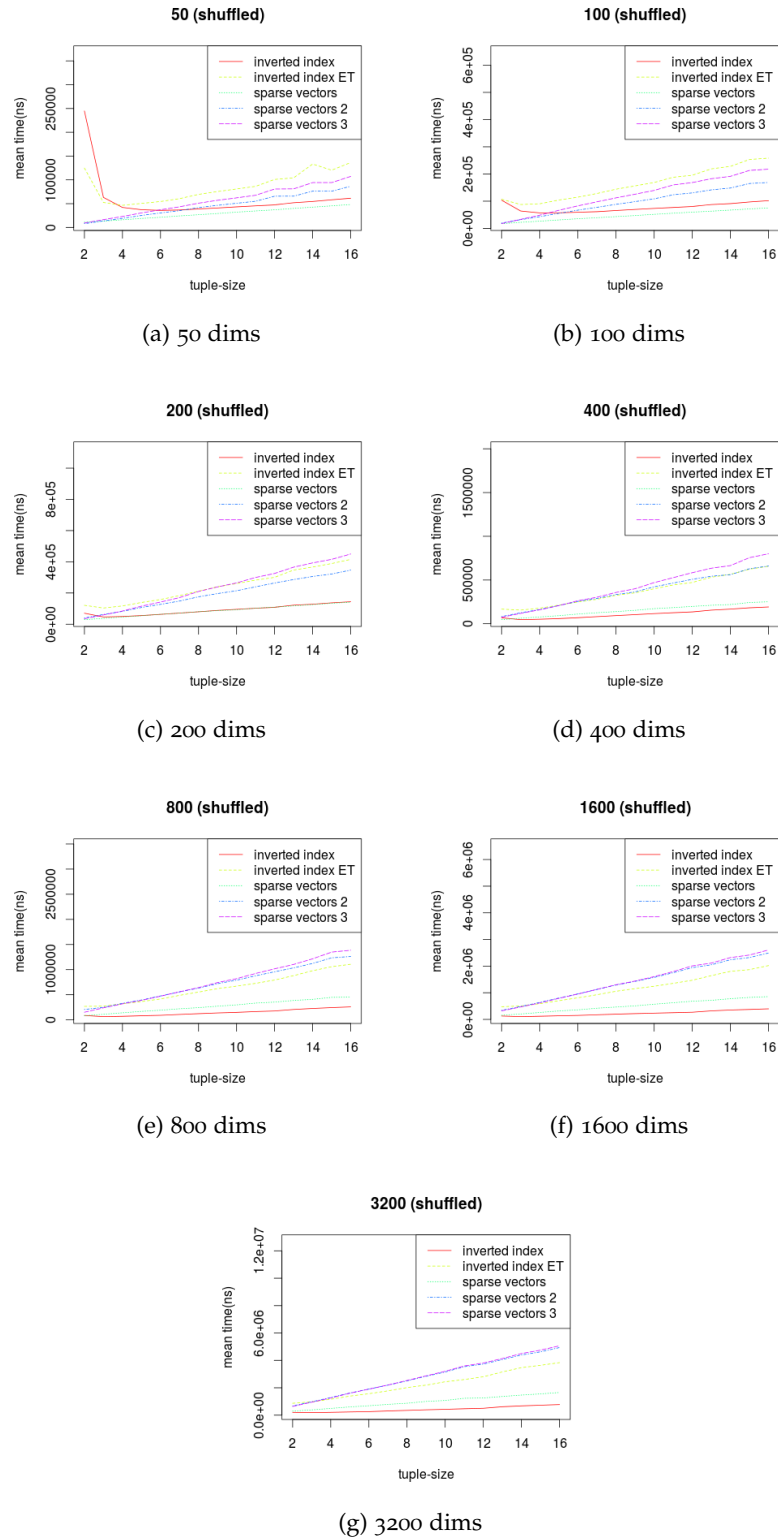 50 (shuffled)
mean time(ns)
250000
100000
0
inverted index
inverted index ET
sparse vectors
sparse vectors 2
sparse vectors 3
2 4 6 8 10 12 14 16
tuple-size
(a) 50 dims
100 (shuffled)
mean time(ns)
6e+05
4e+05
2e+05
0e+00
inverted index
inverted index ET
sparse vectors
sparse vectors 2
sparse vectors 3
2 4 6 8 10 12 14 16
tuple-size
(b) 100 dims
200 (shuffled)
mean time(ns)
8e+05
4e+05
0e+00
inverted index
inverted index ET
sparse vectors
sparse vectors 2
sparse vectors 3
2 4 6 8 10 12 14 16
tuple-size
(c) 200 dims
400 (shuffled)
mean time(ns)
1500000
500000
0
inverted index
inverted index ET
sparse vectors
sparse vectors 2
sparse vectors 3
2 4 6 8 10 12 14 16
tuple-size
(d) 400 dims
800 (shuffled)
mean time(ns)
2500000
1000000
0
inverted index
inverted index ET
sparse vectors
sparse vectors 2
sparse vectors 3
2 4 6 8 10 12 14 16
tuple-size
(e) 800 dims
1600 (shuffled)
mean time(ns)
6e+06
4e+06
2e+06
0e+00
inverted index
inverted index ET
sparse vectors
sparse vectors 2
sparse vectors 3
2 4 6 8 10 12 14 16
tuple-size
(f) 1600 dims
3200 (shuffled)
mean time(ns)
1.2e+07
6.0e+06
0.0e+00
inverted index
inverted index ET
sparse vectors
sparse vectors 2
sparse vectors 3
2 4 6 8 10 12 14 16
tuple-size
(g) 3200 dims